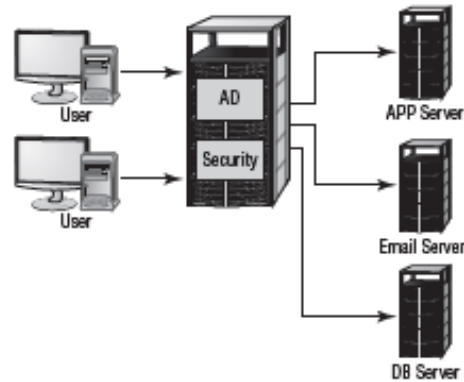 User
User
AD
Security
APP Server
Email Server
DB Server